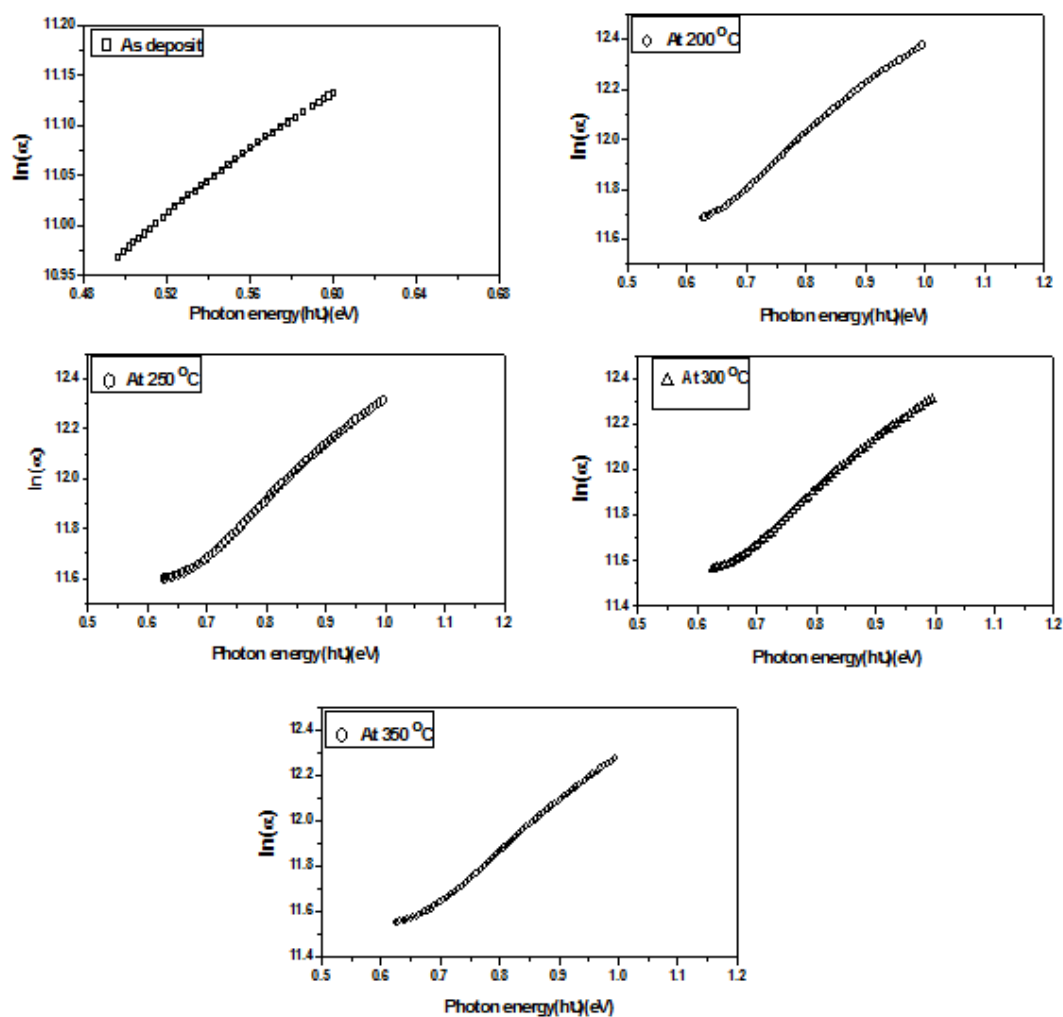 As deposit
11.20
11.15
11.10
11.05
11.00
10.95
ln(α)
0.48 0.52 0.56 0.60 0.64 0.68
Photon energy(hυ)(eV)
At 200 °C
12.4
12.2
12.0
11.8
11.6
ln(α)
0.5 0.6 0.7 0.8 0.9 1.0 1.1 1.2
Photon energy(hυ)(eV)
At 250 °C
12.4
12.2
12.0
11.8
11.6
ln(α)
0.5 0.6 0.7 0.8 0.9 1.0 1.1 1.2
Photon energy(hυ)(eV)
At 300 °C
12.4
12.2
12.0
11.8
11.6
11.4
ln(α)
0.5 0.6 0.7 0.8 0.9 1.0 1.1 1.2
Photon energy(hυ)(eV)
At 350 °C
12.4
12.2
12.0
11.8
11.6
11.4
ln(α)
0.5 0.6 0.7 0.8 0.9 1.0 1.1 1.2
Photon energy(hυ)(eV)